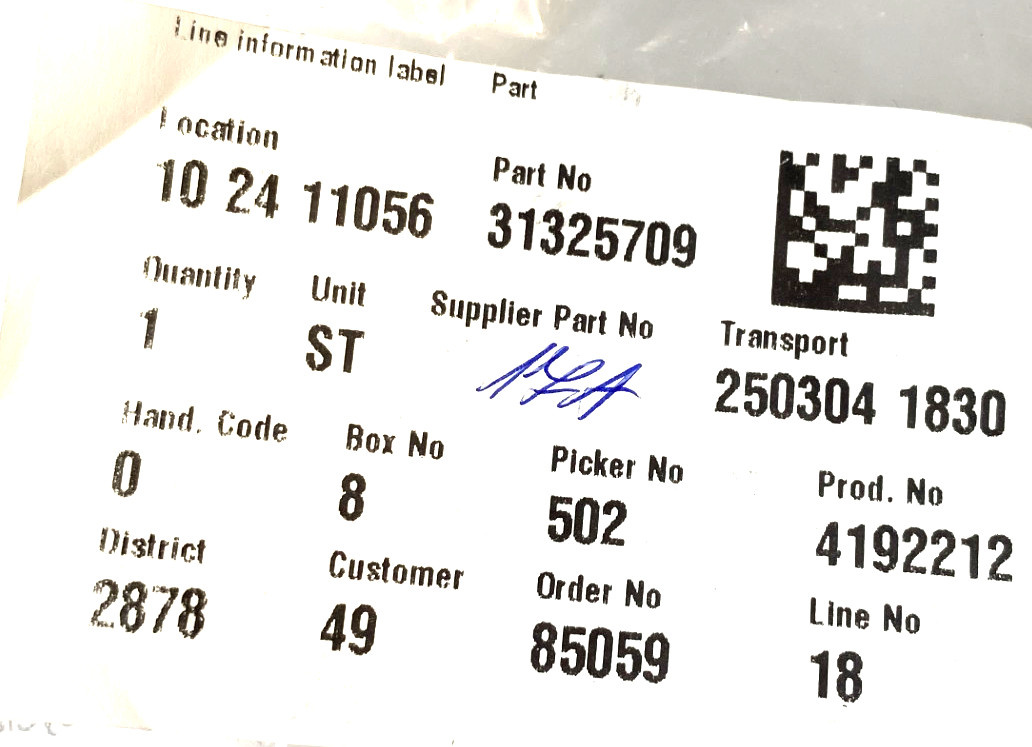 Line information label Part
Location Part No
10 24 11056 31325709
Quantity Unit Supplier Part No Transport
1 ST 250304 1830
Hand. Code Box No Picker No Prod. No
0 8 502 4192212
District Customer Order No Line No
2878 49 85059 18